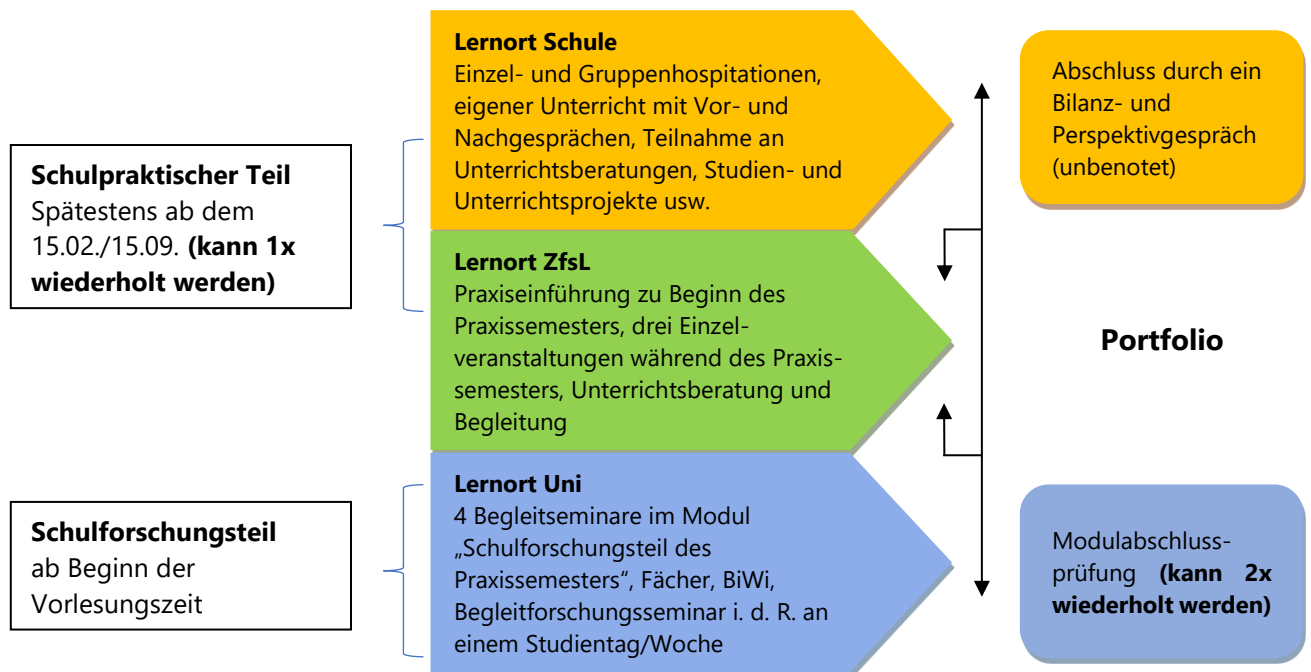 Schulpraktischer Teil
Spätestens ab dem
15.02./15.09. (kann 1x
wiederholt werden)
Schulforschungsteil
ab Beginn der
Vorlesungszeit
Lernort Schule
Einzel- und Gruppenhospitationen,
eigener Unterricht mit Vor- und
Nachgesprächen, Teilnahme an
Unterrichtsberatungen, Studien- und
Unterrichtsprojekte usw.
Lernort ZfsL
Praxiseinführung zu Beginn des
Praxissemesters, drei Einzel-
veranstaltungen während des Praxis-
semesters, Unterrichtsberatung und
Begleitung
Lernort Uni
4 Begleitseminare im Modul
„Schulforschungsteil des
Praxissemesters“, Fächer, BiWi,
Begleitforschungsseminar i. d. R. an
einem Studientag/Woche
Abschluss durch ein
Bilanz- und
Perspektivgespräch
(unbenotet)
Portfolio
Modulabschluss-
prüfung (kann 2x
wiederholt werden)